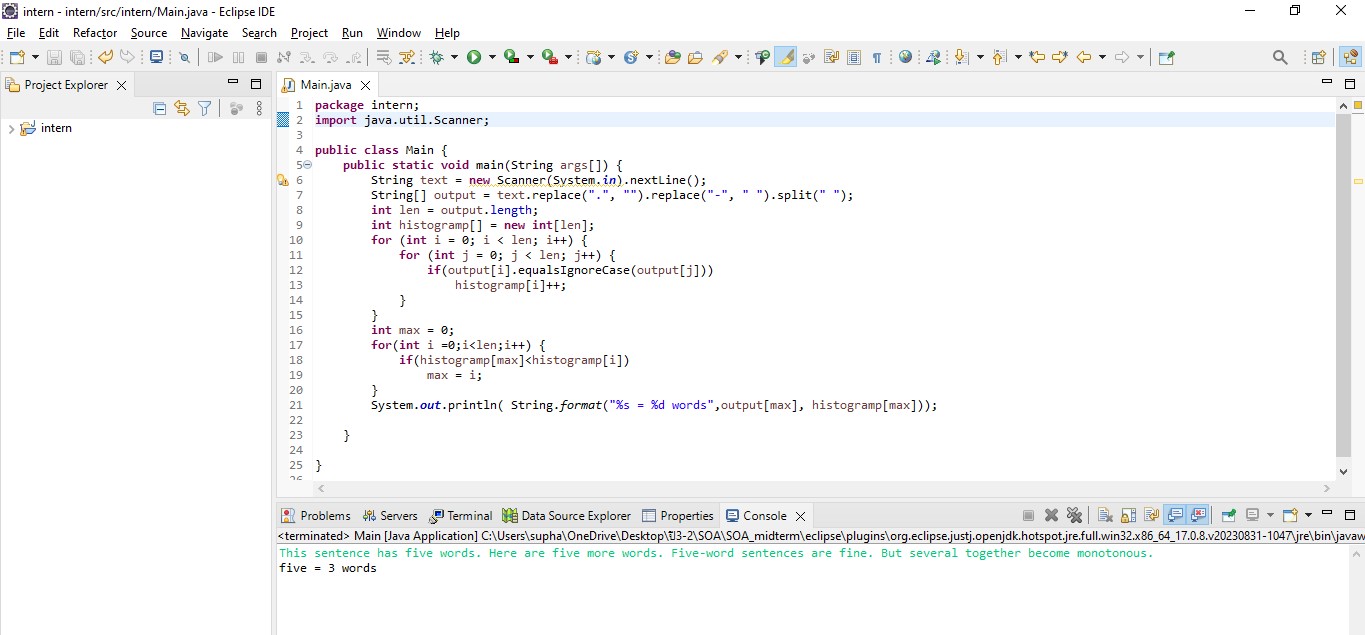 intern - intern/src/intern/Main.java - Eclipse IDE
File Edit Refactor Source Navigate Search Project Run Window Help
Project Explorer
Main.java
intern
1 package intern;
2 import java.util.Scanner;
3
4 public class Main {
5 public static void main(String args[]) {
6 String text = new Scanner(System.in).nextLine();
7 String[] output = text.replace(".", "").replace("-", " ").split(" ");
8 int len = output.length;
9 int histogramp[] = new int[len];
10 for (int i = 0; i < len; i++) {
11 for (int j = 0; j < len; j++) {
12 if(output[i].equalsIgnoreCase(output[j]))
13 histogramp[i]++;
14 }
15 }
16 int max = 0;
17 for(int i =0;i<len;i++) {
18 if(histogramp[max]<histogramp[i])
19 max = i;
20 }
21 System.out.println( String.format("%s = %d words",output[max], histogramp[max]));
22
23 }
24
25 }
26
Problems Servers Terminal Data Source Explorer Properties Console
<terminated> Main [Java Application] C:\Users\supha\OneDrive\Desktop\ปี3-2\SOA\SOA_midterm\eclipse\plugins\org.eclipse.justj.openjdk.hotspot.jre.full.win32.x86_64_17.0.8.v20230831-1047\jre\bin\javaw
This sentence has five words. Here are five more words. Five-word sentences are fine. But several together become monotonous.
five = 3 words